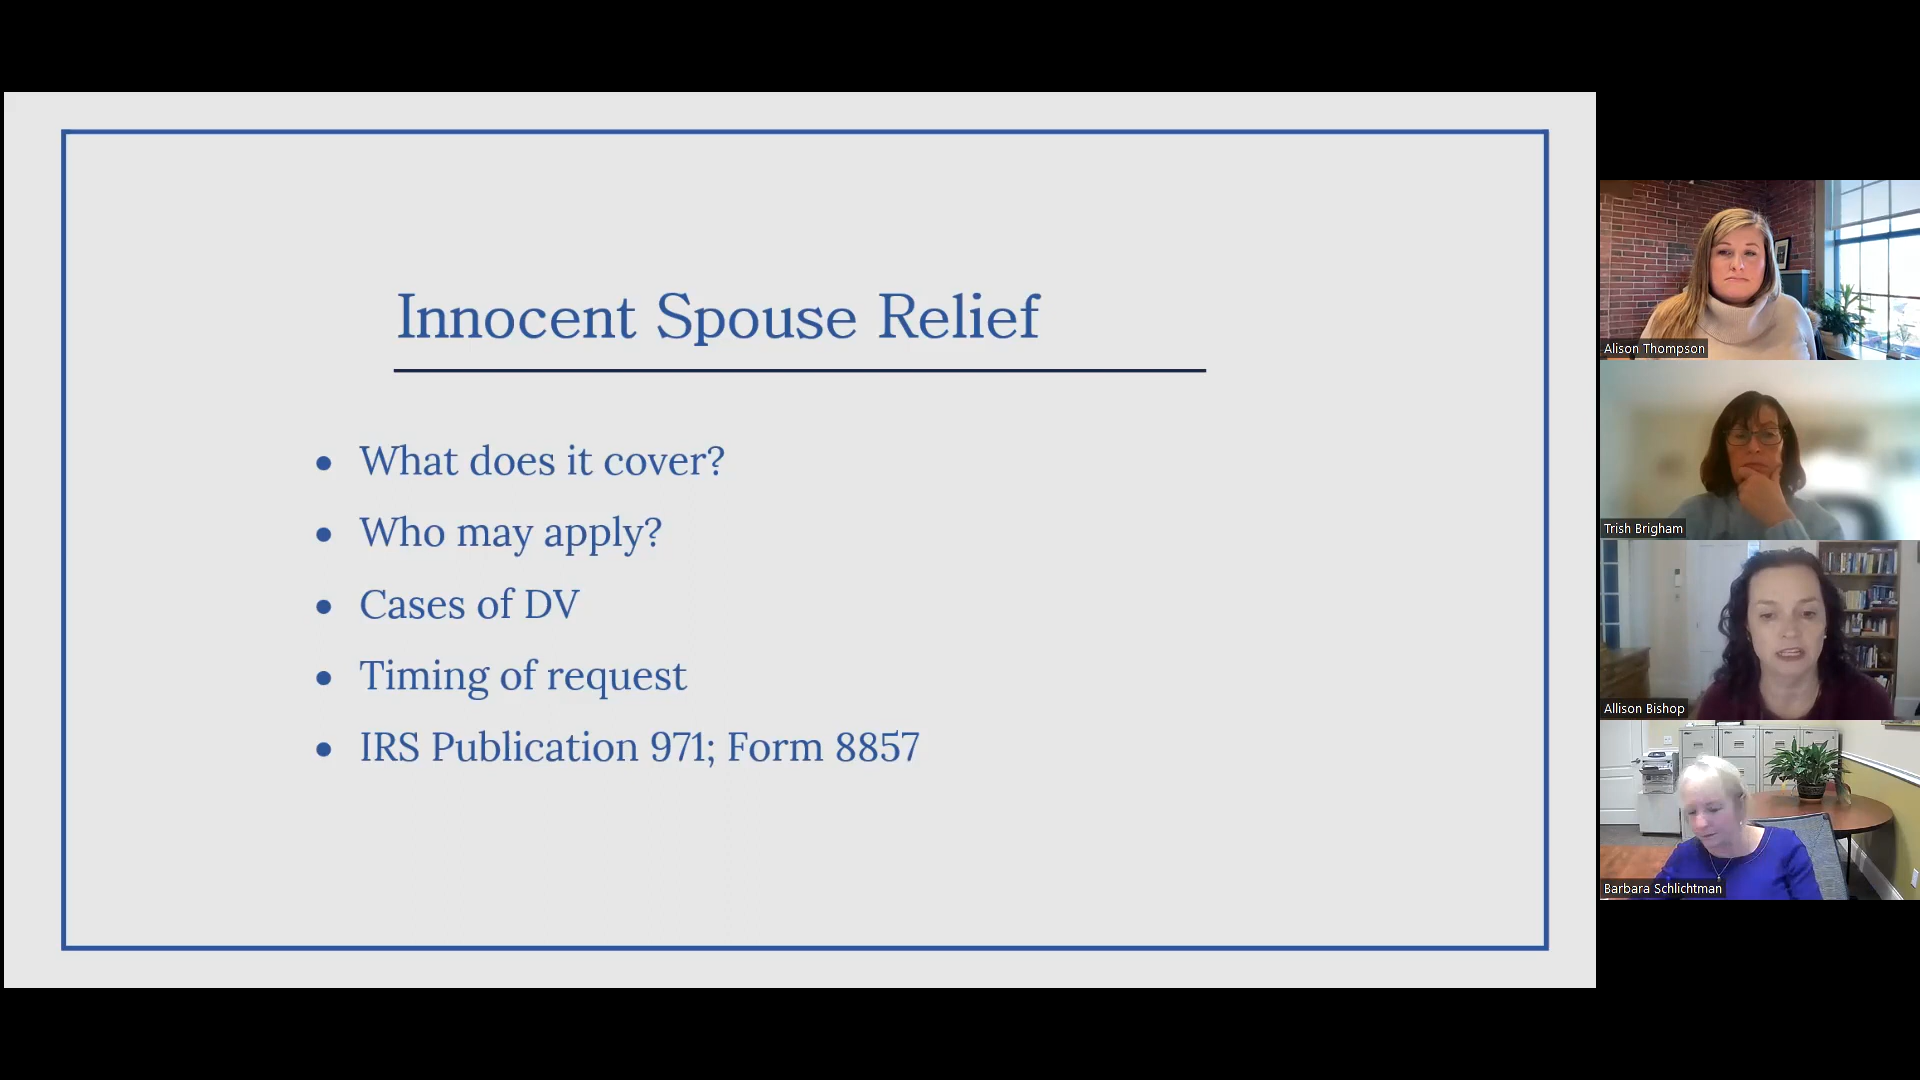 Innocent Spouse Relief
• What does it cover?
• Who may apply?
• Cases of DV
• Timing of request
• IRS Publication 971; Form 8857
Alison Thompson
Trish Brigham
Allison Bishop
Barbara Schlichtman